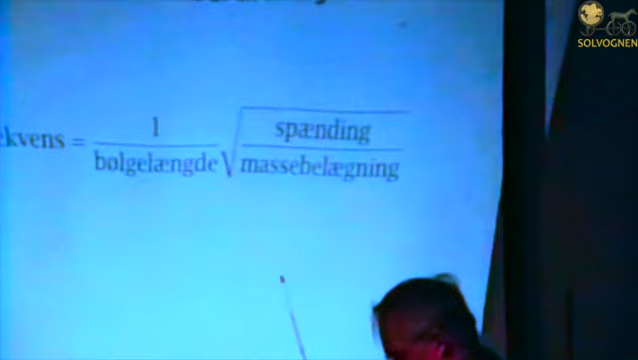 SOLVOGNEN
kvens = 1 / bølgelængde √ spænding / massebelægning